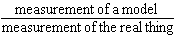 measurement of a model
measurement of the real thing